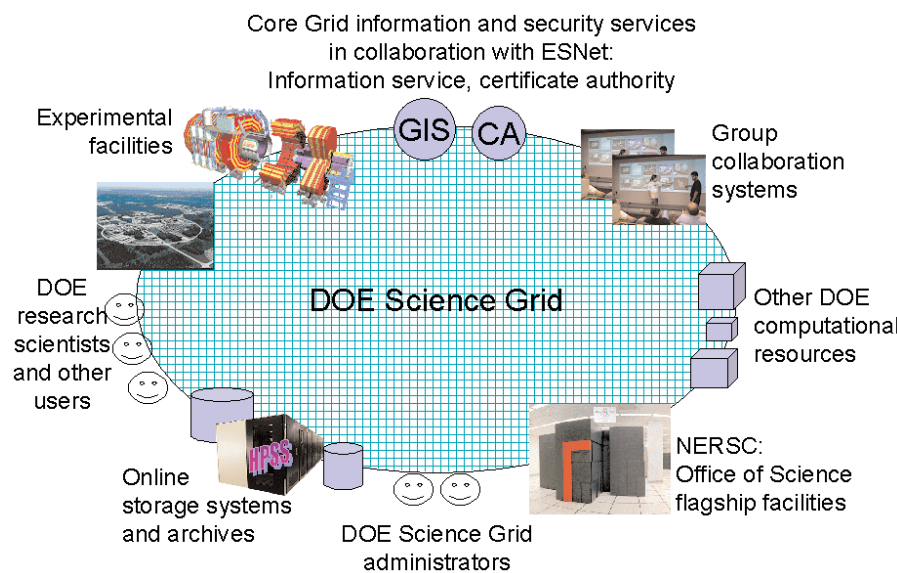 Core Grid information and security services
in collaboration with ESNet:
Information service, certificate authority
Experimental
facilities
GIS
CA
Group
collaboration
systems
DOE Science Grid
DOE
research
scientists
and other
users
Other DOE
computational
resources
HPSS
Online
storage systems
and archives
NERSC:
Office of Science
flagship facilities
DOE Science Grid
administrators